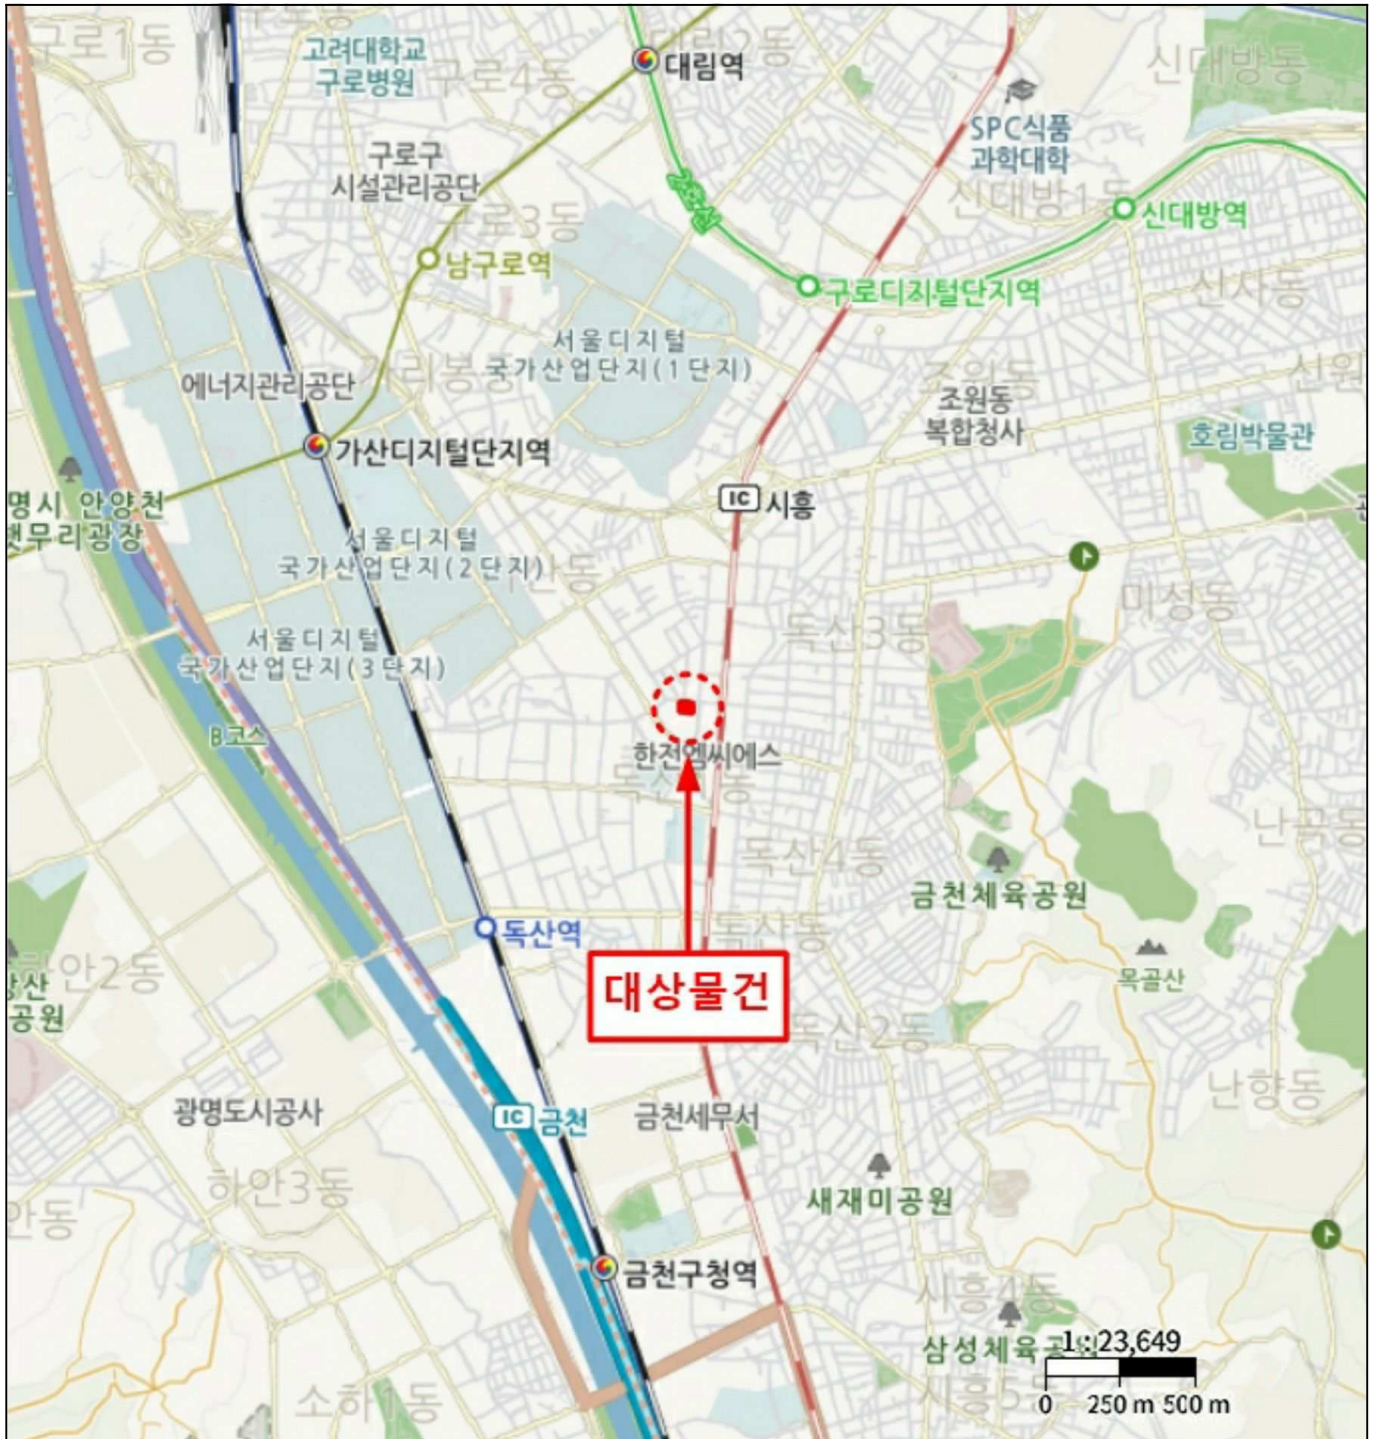 구로1동
고려대학교
구로병원
구로4동
대림2동
대림역
신대방동
SPC식품
과학대학
구로구
시설관리공단
2호선
신대방1동
신대방역
구로3동
남구로역
구로디지털단지역
신사동
서울디지털
국가산업단지(1단지)
에너지관리공단
가리봉동
조원동
조원동
복합청사
신원
호림박물관
가산디지털단지역
IC 시흥
명시 안양천
햇무리광장
서울디지털
국가산업단지(2단지)
산동
미성동
서울디지털
국가산업단지(3단지)
독산3동
B코스
한전엠씨에스
난곡동
독산4동
금천체육공원
독산역
독산동
하안2동
목골산
산
공원
대상물건
독산2동
난향동
광명도시공사
IC 금천
금천세무서
하안3동
안동
새재미공원
금천구청역
시흥4동
삼성체육공원
1:23,649
소하1동
시흥5동
0 250 m 500 m